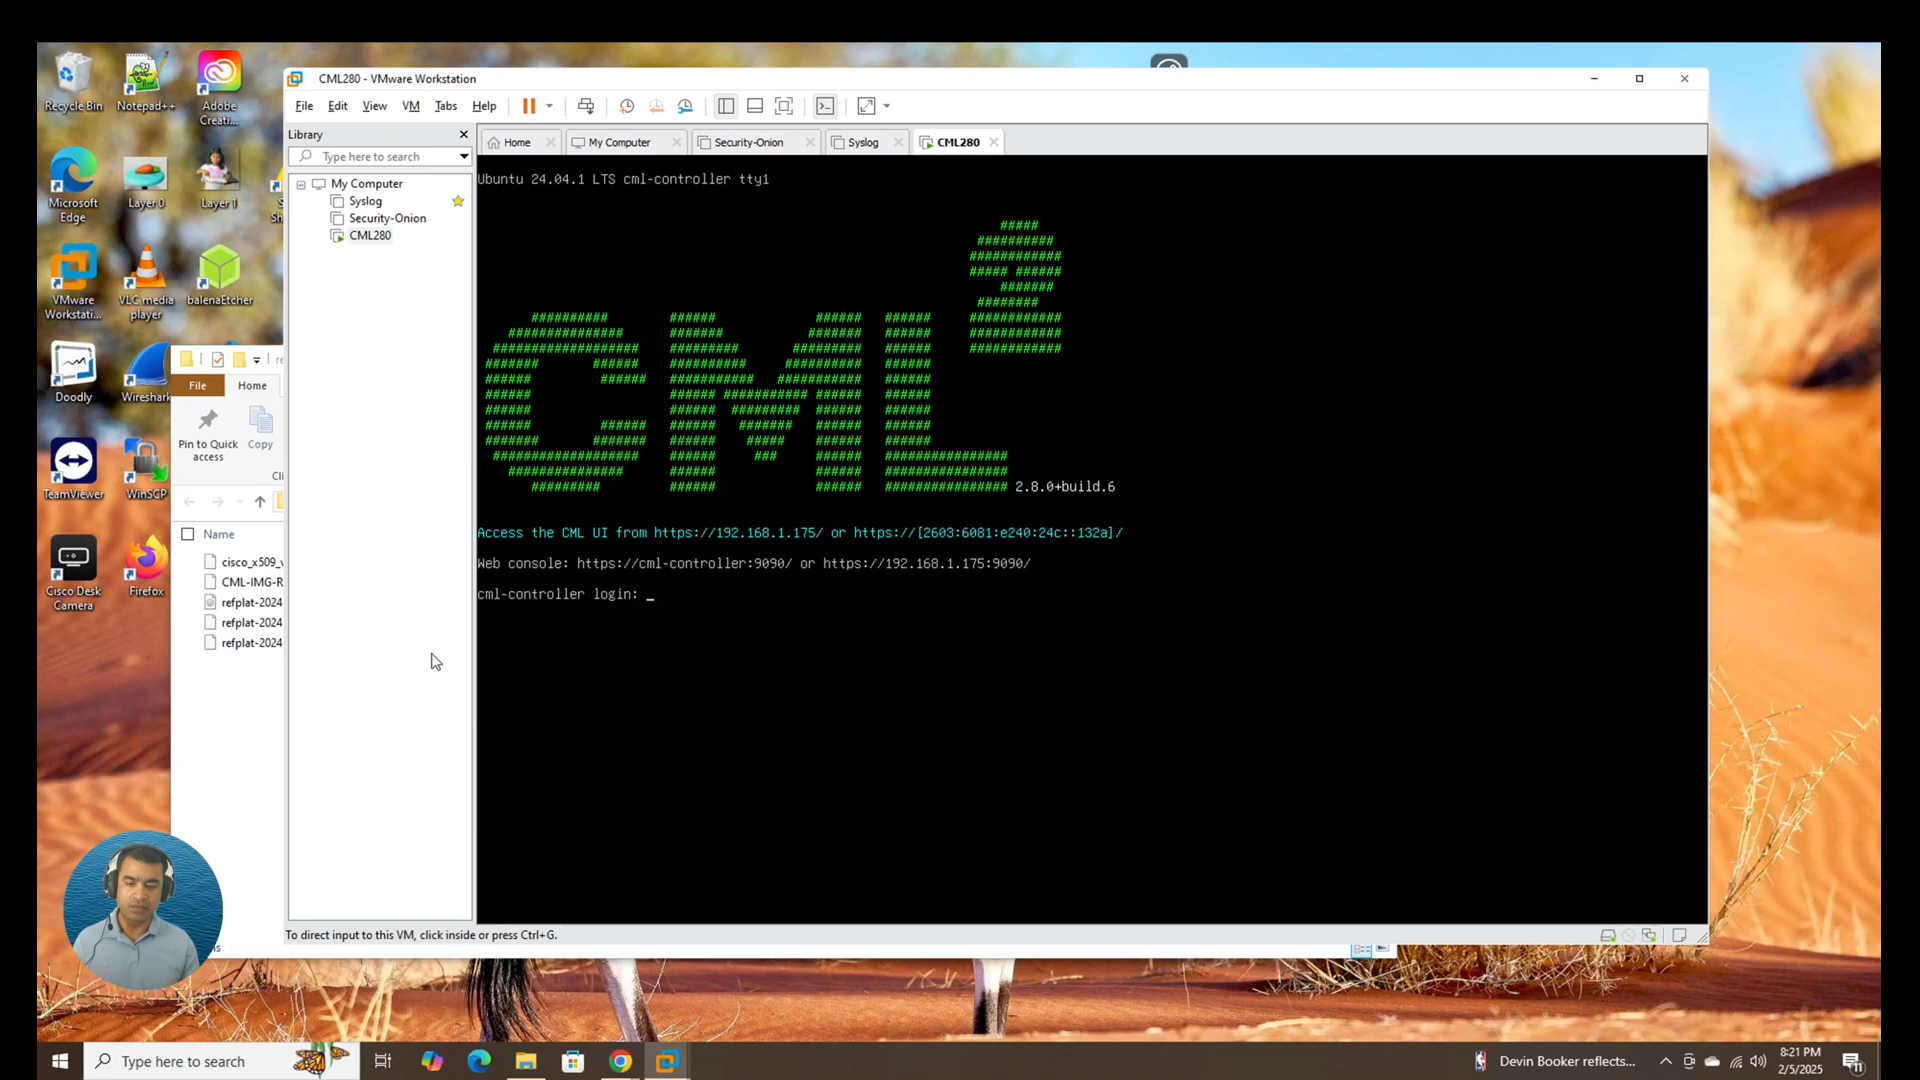 Recycle Bin
Notepad++
Adobe
Creati...
Microsoft
Edge
Layer 0
Layer 1
VMware
Workstati...
VLC media
player
balenaEtcher
Doodly
Wireshark
TeamViewer
WinSCP
Cisco Desk
Camera
Firefox
File
Home
Pin to Quick
access
Copy
Name
CML-IMG-R
refplat-2024
refplat-2024
refplat-2024
CML280 - VMware Workstation
File Edit View VM Tabs Help
Library
Type here to search
My Computer
Syslog
Security-Onion
CML280
Home
My Computer
Security-Onion
Syslog
CML280
Ubuntu 24.04.1 LTS cml-controller tty1
CML2
2.8.0+build.6
Access the CML UI from https://192.168.1.175/ or https://[2603:6081:e240:24c::132a]/
Web console: https://cml-controller:9090/ or https://192.168.1.175:9090/
cml-controller login: _
To direct input to this VM, click inside or press Ctrl+G.
Type here to search
Devin Booker reflects...
8:21 PM
2/5/2025